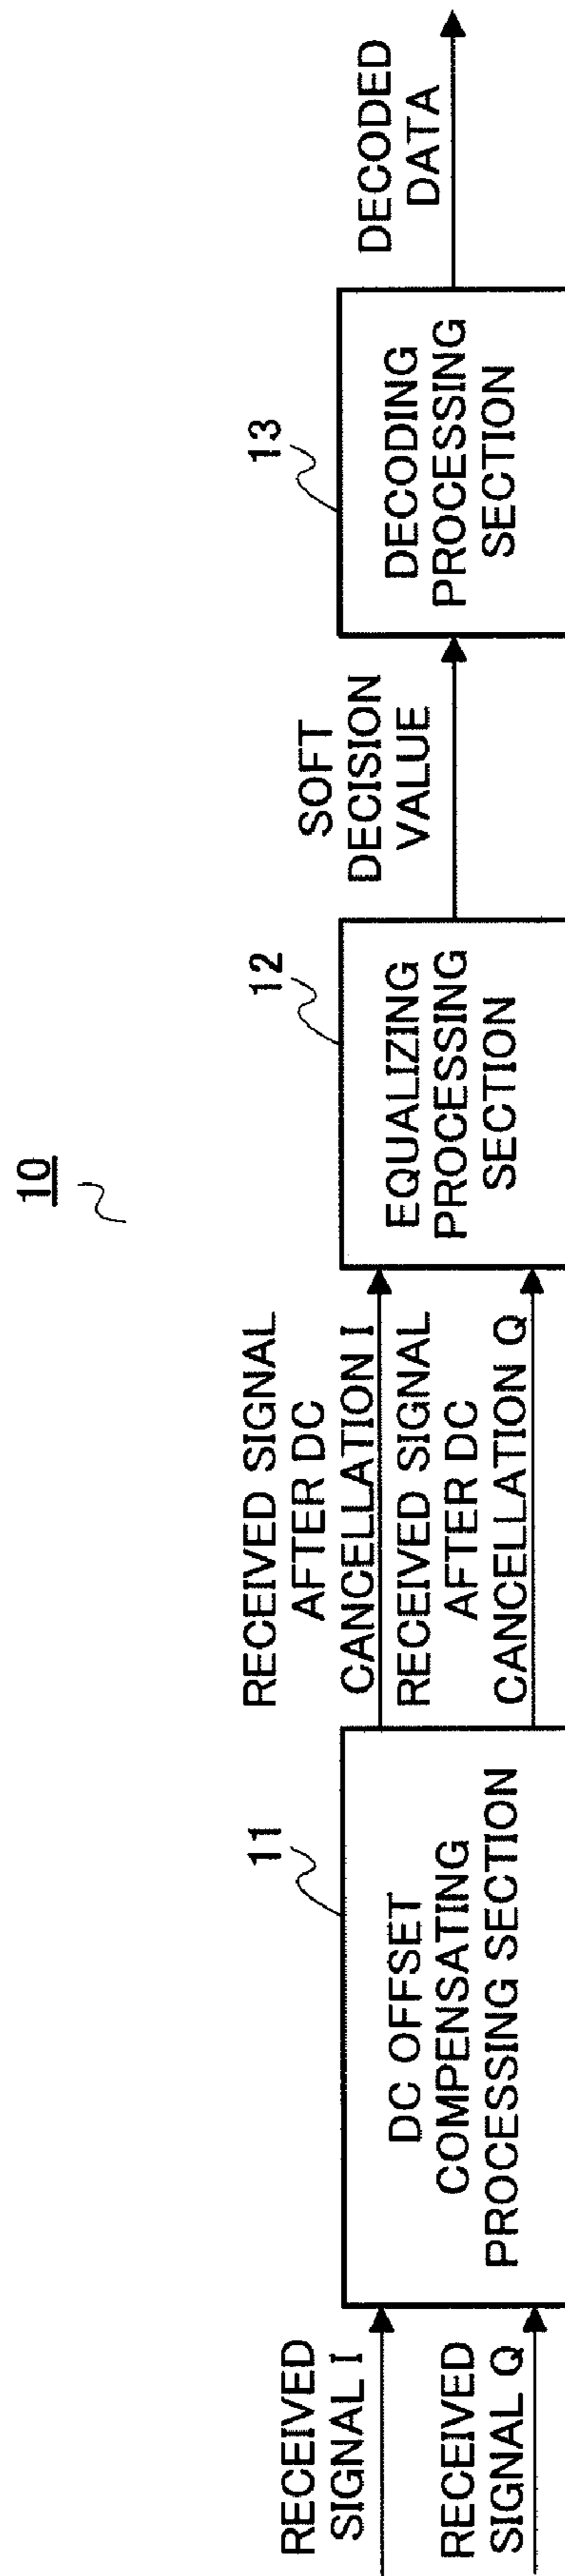 10
RECEIVED
SIGNAL I
RECEIVED
SIGNAL Q
11
DC OFFSET
COMPENSATING
PROCESSING SECTION
RECEIVED SIGNAL
AFTER DC
CANCELLATION I
RECEIVED SIGNAL
AFTER DC
CANCELLATION Q
12
EQUALIZING
PROCESSING
SECTION
SOFT
DECISION
VALUE
13
DECODING
PROCESSING
SECTION
DECODED
DATA